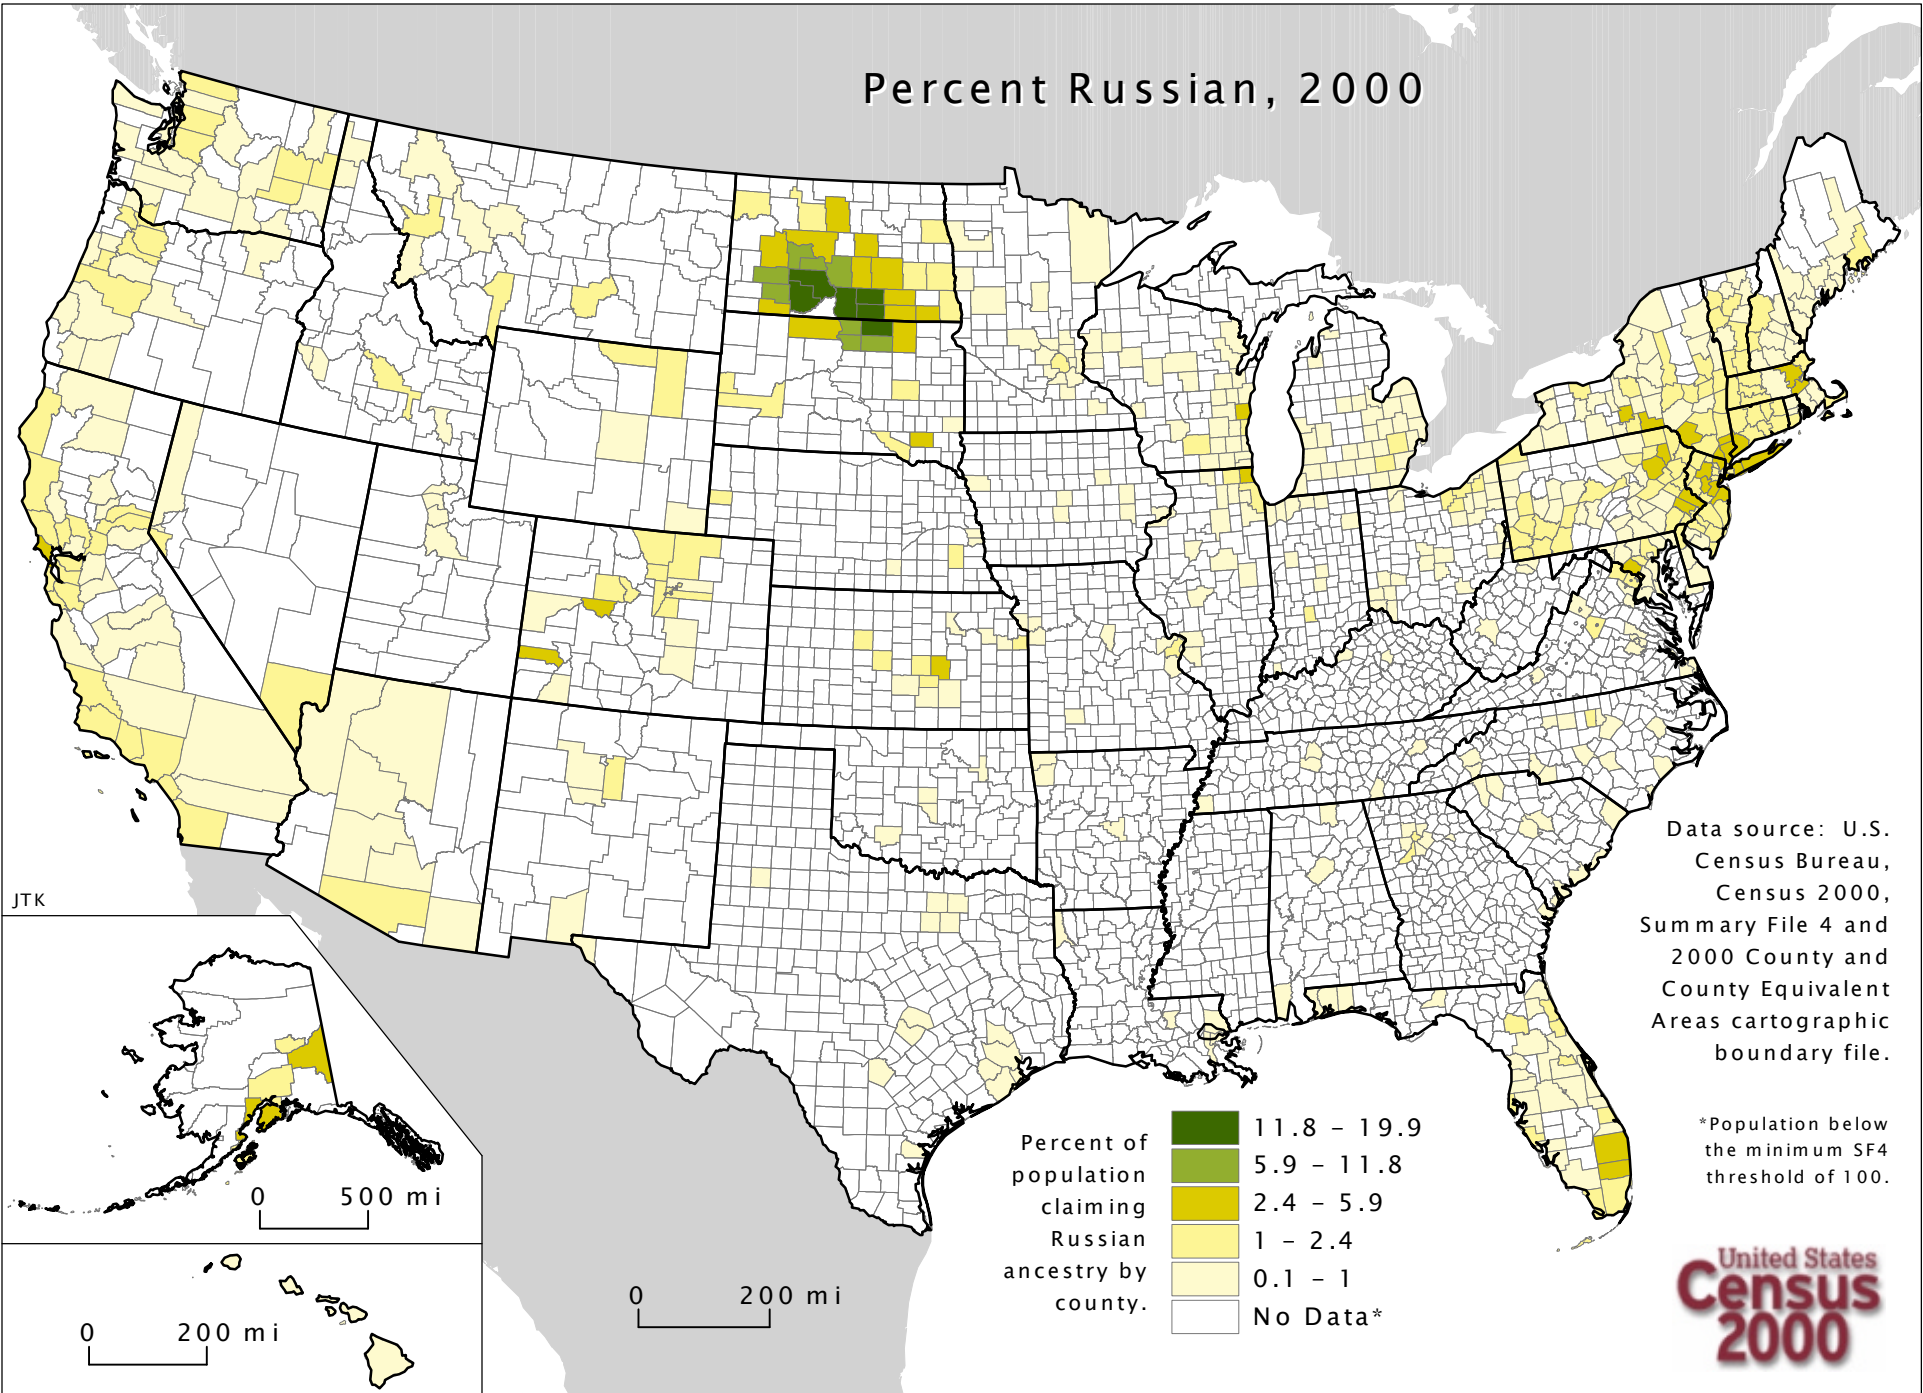 Percent Russian, 2000
Data source: U.S.
Census Bureau,
Census 2000,
Summary File 4 and
2000 County and
County Equivalent
Areas cartographic
boundary file.
JTK
*Population below
the minimum SF4
threshold of 100.
Percent of
population
claiming
Russian
ancestry by
county.
11.8 – 19.9
5.9 – 11.8
2.4 – 5.9
1 – 2.4
0.1 – 1
No Data*
0 500 mi
0 200 mi
0 200 mi
United States
Census
2000